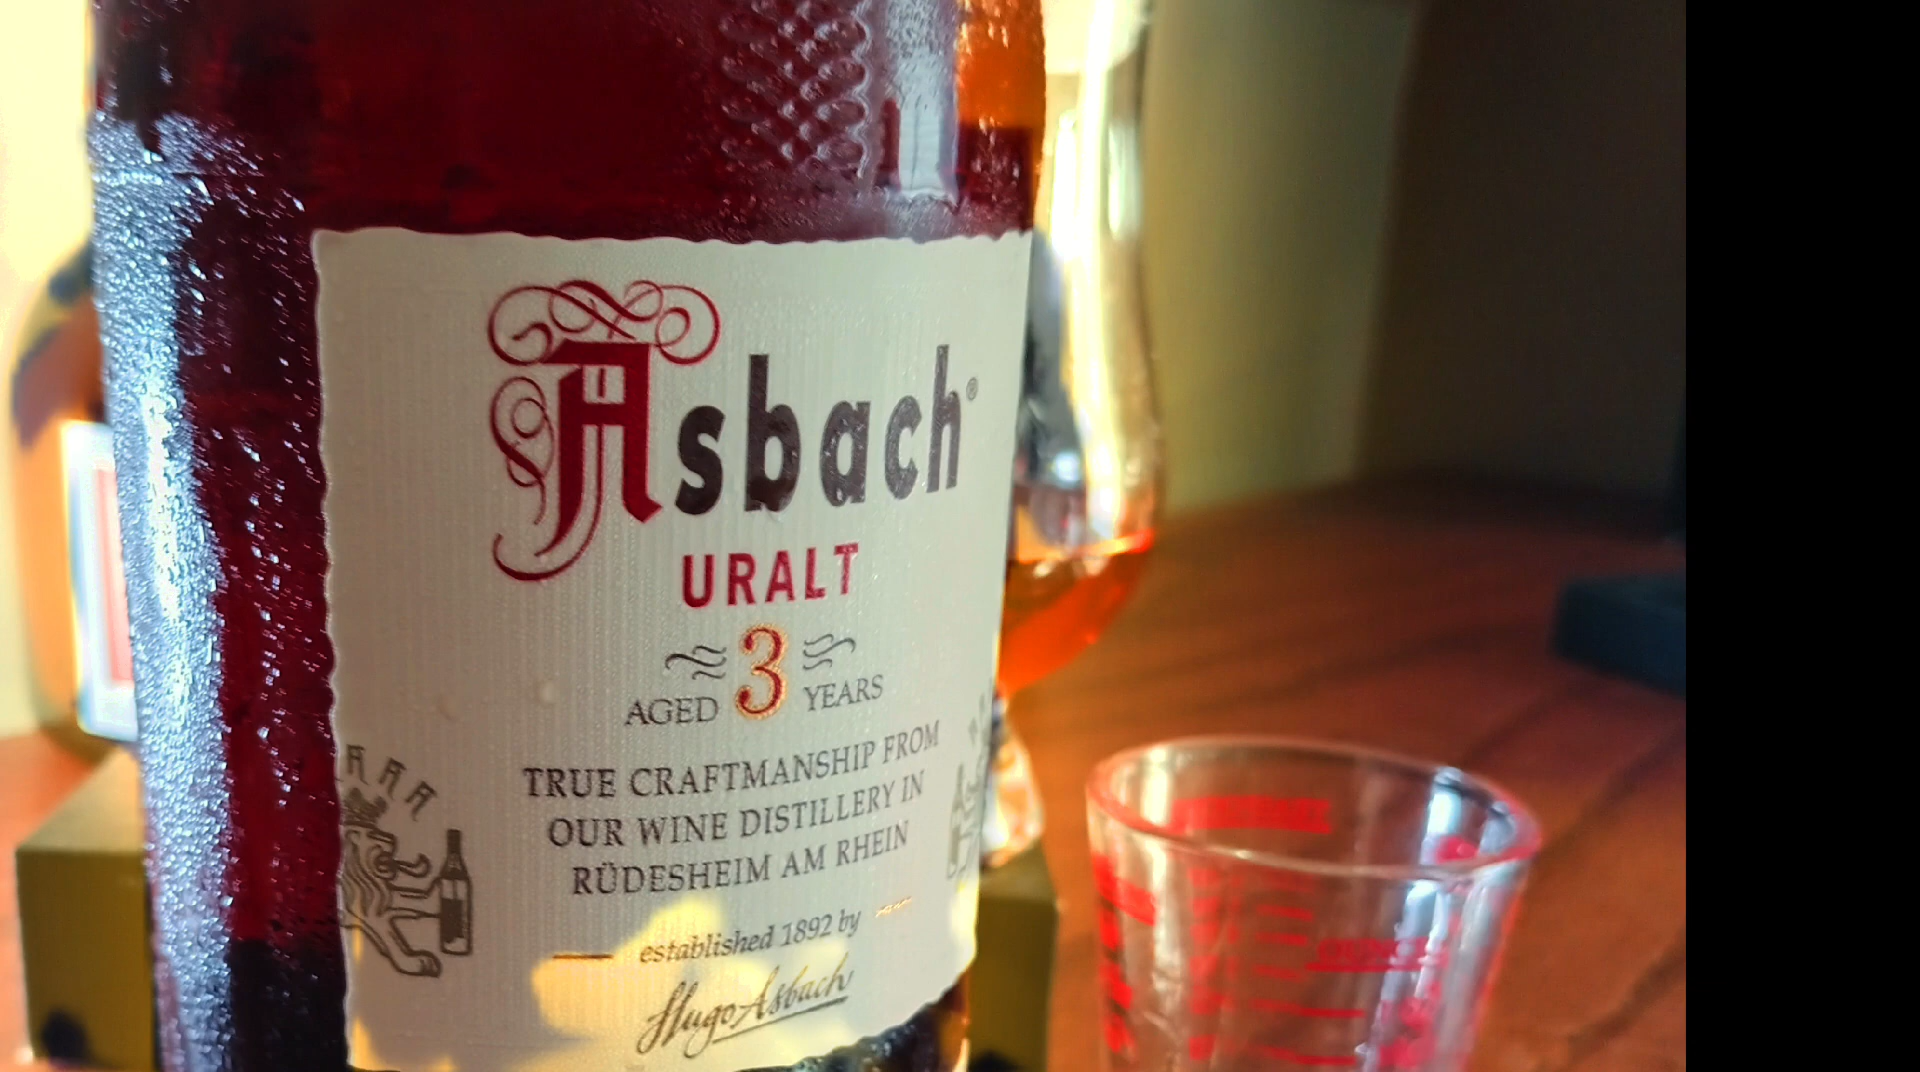 Asbach®
URALT
AGED 3 YEARS
TRUE CRAFTMANSHIP FROM
OUR WINE DISTILLERY IN
RÜDESHEIM AM RHEIN
established 1892 by
Hugo Asbach
OUNCE